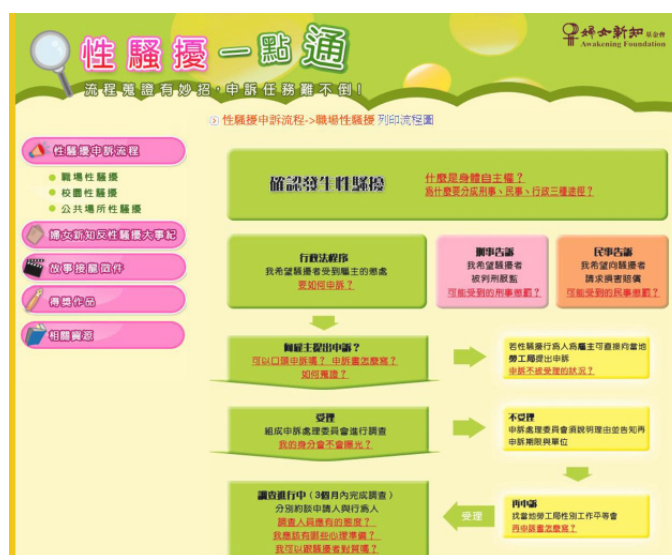 性騷擾一點通
流程蒐證有妙招，申訴任務難不倒！
婦女新知基金會
Awakening Foundation
性騷擾申訴流程->職場性騷擾 列印流程圖
性騷擾申訴流程
職場性騷擾
校園性騷擾
公共場所性騷擾
婦女新知反性騷擾大事記
故事接龍徵件
得獎作品
相關資源
確認發生性騷擾
什麼是身體自主權？
為什麼要分成刑事、民事、行政三種途徑？
行政法程序
我希望騷擾者受到雇主的懲處
要如何申訴？
刑事告訴
我希望騷擾者
被判刑厥監
可能受到的刑事懲罰？
民事告訴
我希望向騷擾者
請求損害賠償
可能受到的民事懲罰？
向雇主提出申訴？
可以口頭申訴嗎？ 申訴書怎麼寫？
如何蒐證？
若性騷擾行為人為雇主可直接向當地
勞工局提出申訴
申訴不被受理的狀況？
受理
組成申訴處理委員會進行調查
我的身分會不會曝光？
不受理
申訴處理委員會須說明理由並告知再
申訴期限與單位
調查進行中（3個月內完成調查）
分別約談申請人與行為人
調查人員應有的態度？
我應該有哪些心理準備？
我可以跟騷擾者對質嗎？
受理
再申訴
找當地勞工局性別工作平等會
再申訴書怎麼寫？